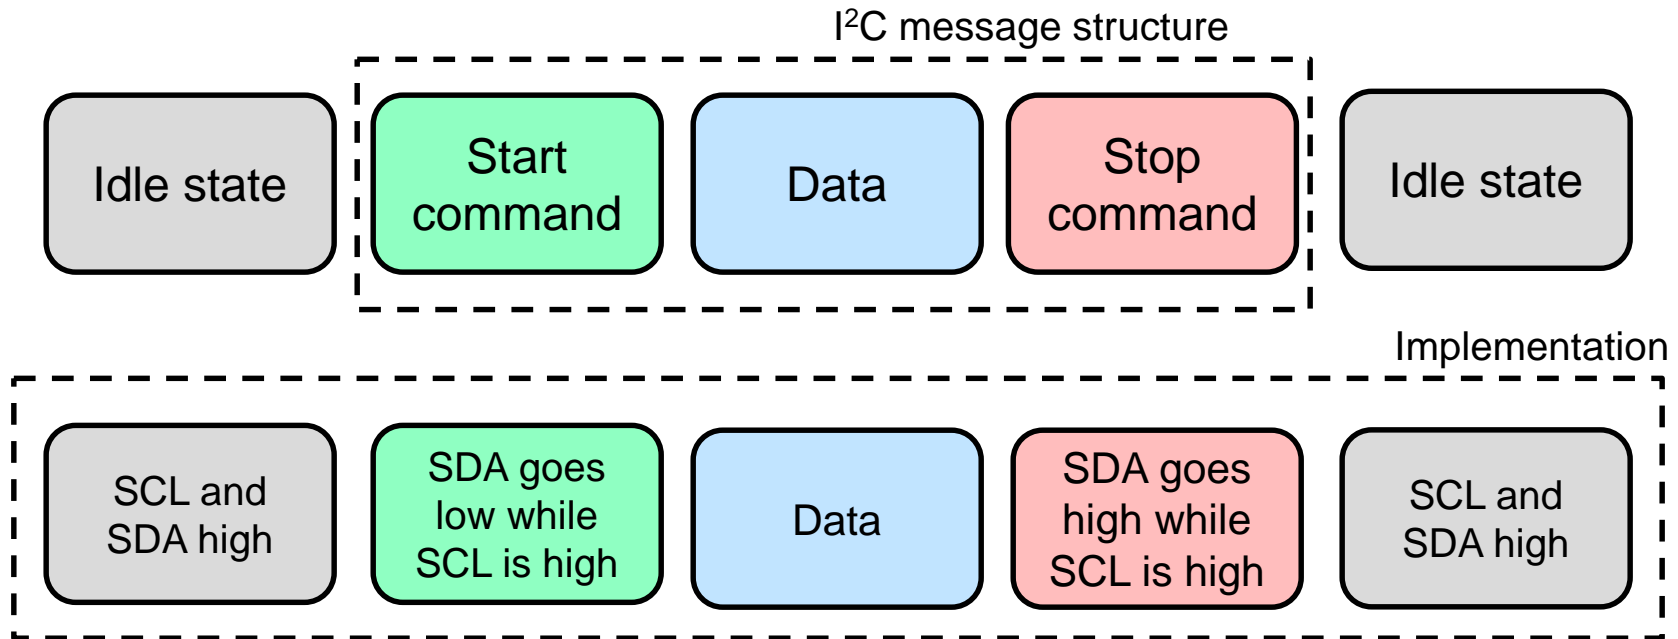 I²C message structure
Idle state
Start
command
Data
Stop
command
Idle state
Implementation
SCL and
SDA high
SDA goes
low while
SCL is high
Data
SDA goes
high while
SCL is high
SCL and
SDA high